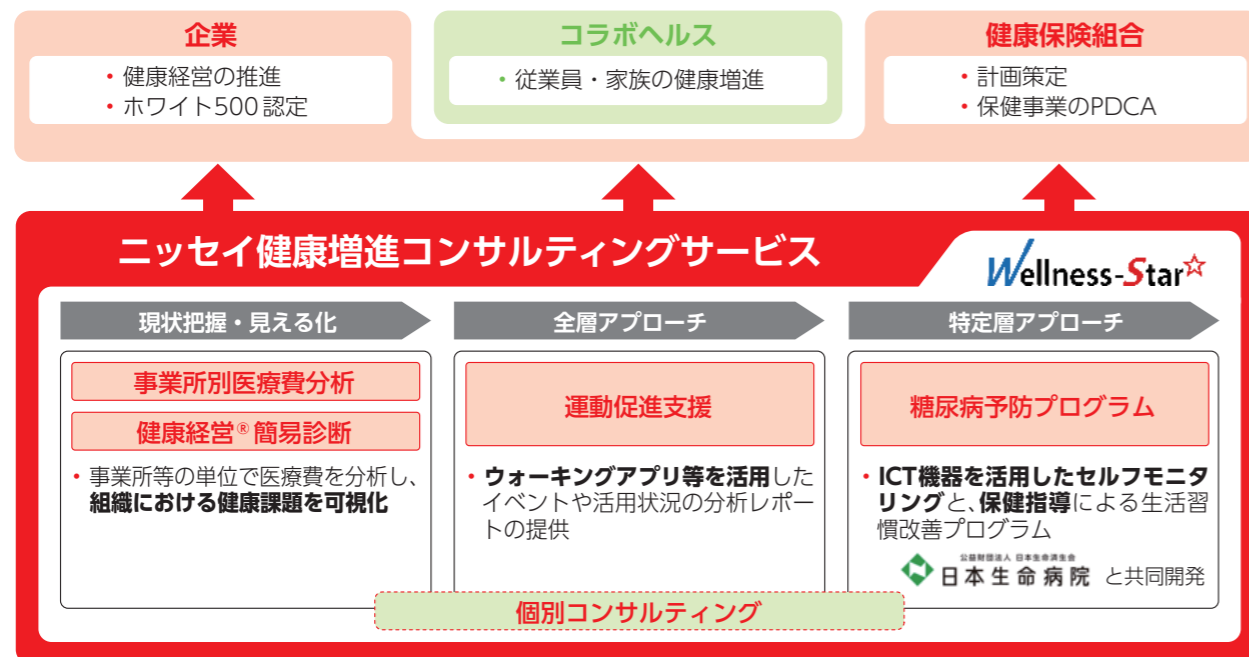 企業
・健康経営の推進
・ホワイト500認定
コラボヘルス
・従業員・家族の健康増進
健康保険組合
・計画策定
・保健事業のPDCA
ニッセイ健康増進コンサルティングサービス
Wellness-Star☆
現状把握・見える化
事業所別医療費分析
健康経営®簡易診断
・事業所等の単位で医療費を分析し、
組織における健康課題を可視化
全層アプローチ
運動促進支援
・ウォーキングアプリ等を活用した
イベントや活用状況の分析レポー
トの提供
特定層アプローチ
糖尿病予防プログラム
・ICT機器を活用したセルフモニタ
リングと、保健指導による生活習
慣改善プログラム
公益財団法人 日本生命済生会
日本生命病院 と共同開発
個別コンサルティング